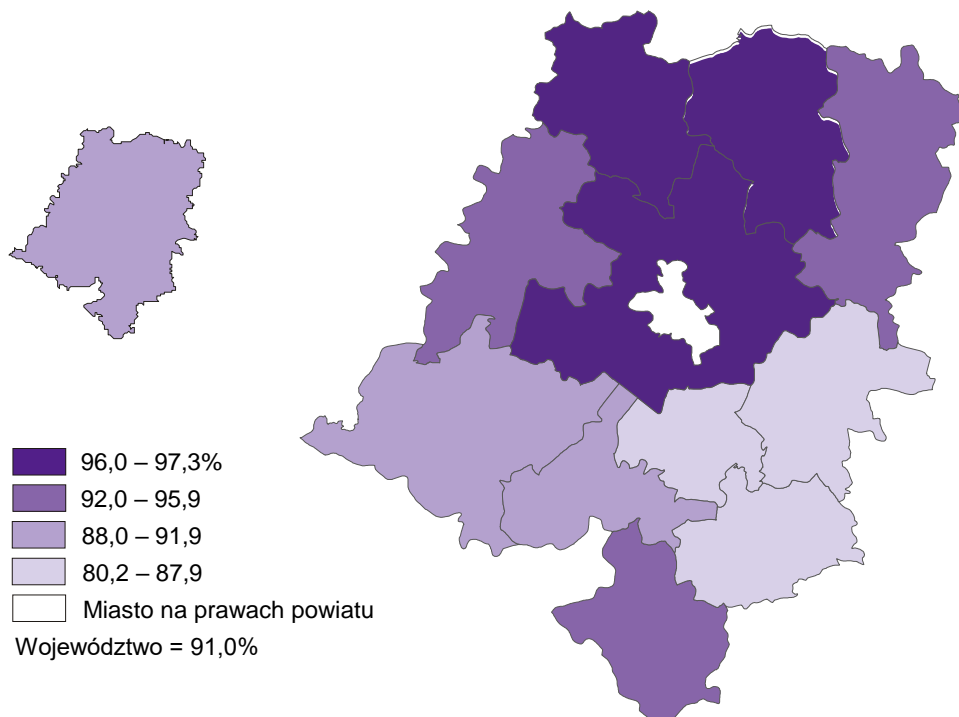 96,0 – 97,3%
92,0 – 95,9
88,0 – 91,9
80,2 – 87,9
Miasto na prawach powiatu
Województwo = 91,0%